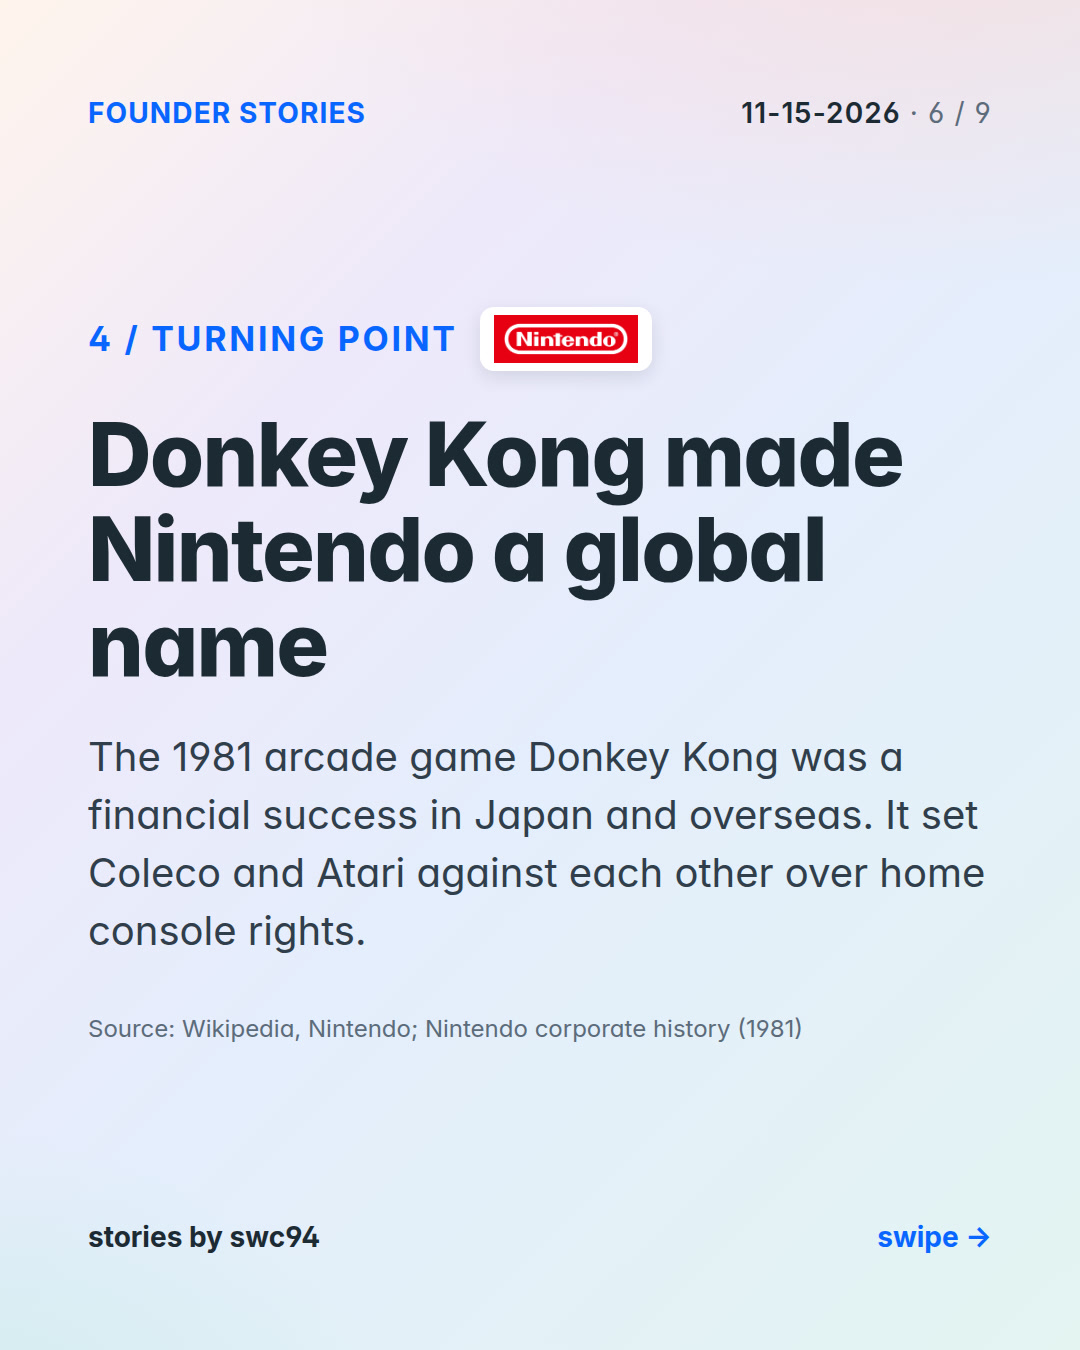 FOUNDER STORIES
11-15-2026 · 6 / 9
4 / TURNING POINT
Nintendo
Donkey Kong made
Nintendo a global
name
The 1981 arcade game Donkey Kong was a
financial success in Japan and overseas. It set
Coleco and Atari against each other over home
console rights.
Source: Wikipedia, Nintendo; Nintendo corporate history (1981)
stories by swc94
swipe →